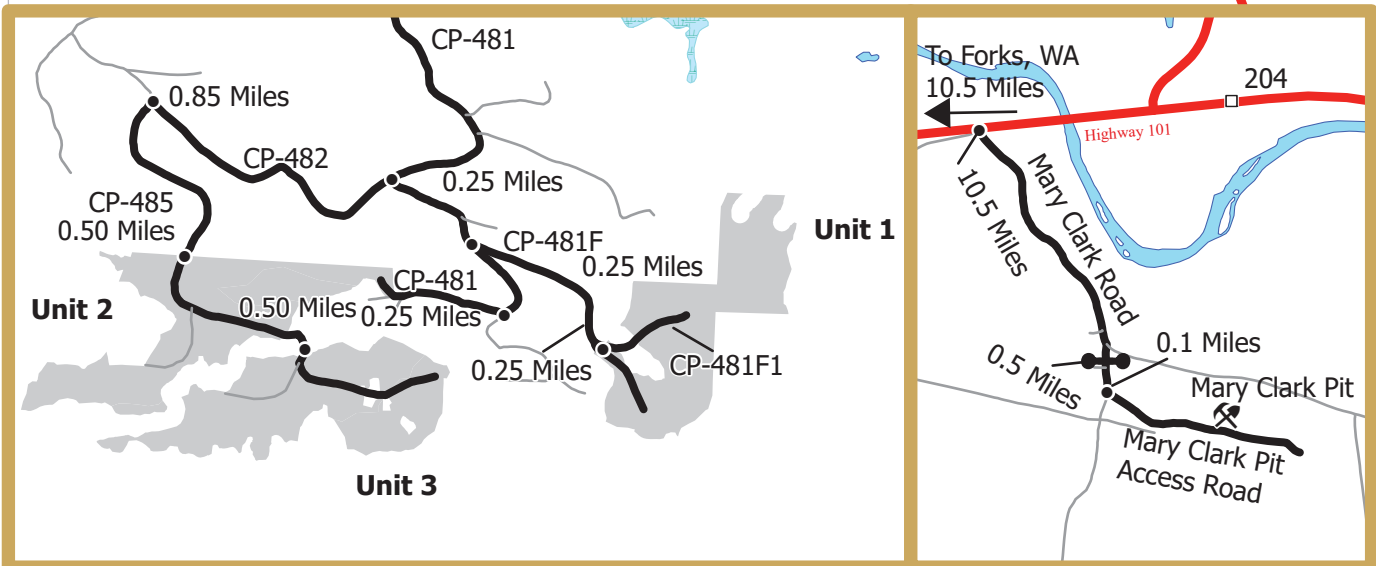 CP-481
0.85 Miles
CP-482
0.25 Miles
CP-485
0.50 Miles
CP-481F
0.25 Miles
Unit 1
CP-481
0.25 Miles
Unit 2
0.50 Miles
0.25 Miles
CP-481F1
Unit 3
To Forks, WA
10.5 Miles
204
Highway 101
10.5 Miles
Mary Clark Road
0.1 Miles
0.5 Miles
Mary Clark Pit
Mary Clark Pit
Access Road